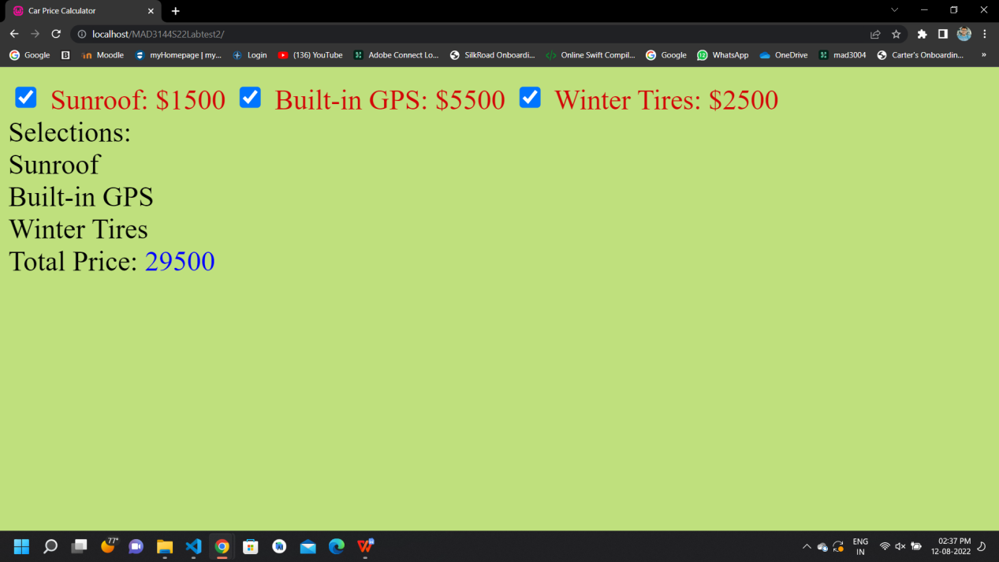 Car Price Calculator
localhost/MAD3144S22Labtest2/
Google B Moodle myHomepage | my... Login (136) YouTube Adobe Connect Lo... SilkRoad Onboardi... Online Swift Compil... Google WhatsApp OneDrive mad3004 Carter's Onboardin... »
Sunroof: $1500 Built-in GPS: $5500 Winter Tires: $2500
Selections:
Sunroof
Built-in GPS
Winter Tires
Total Price: 29500
77°
ENG
IN
02:37 PM
12-08-2022